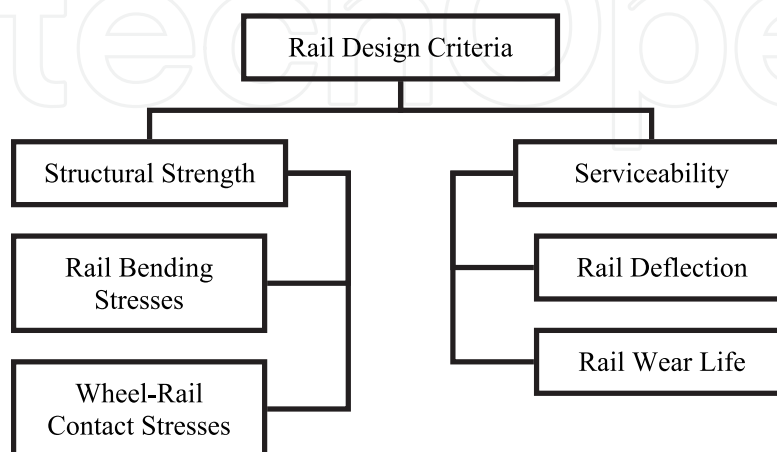 Rail Design Criteria
Structural Strength
Rail Bending
Stresses
Wheel-Rail
Contact Stresses
Serviceability
Rail Deflection
Rail Wear Life